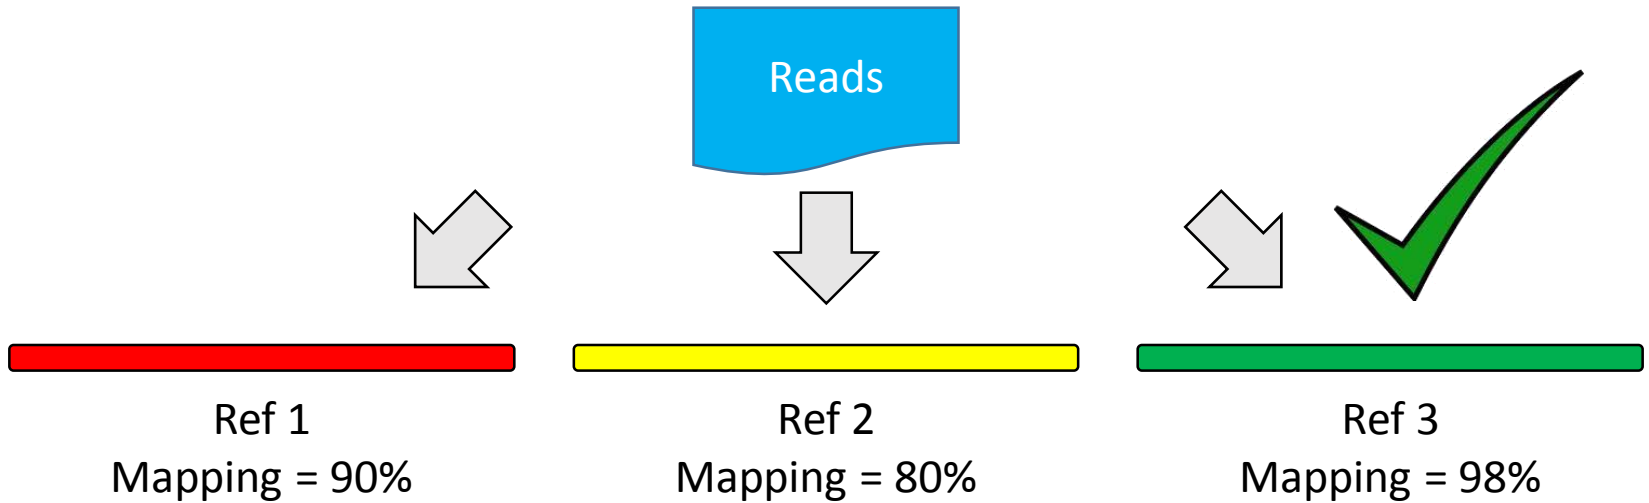 Reads
Ref 1
Mapping = 90%
Ref 2
Mapping = 80%
Ref 3
Mapping = 98%